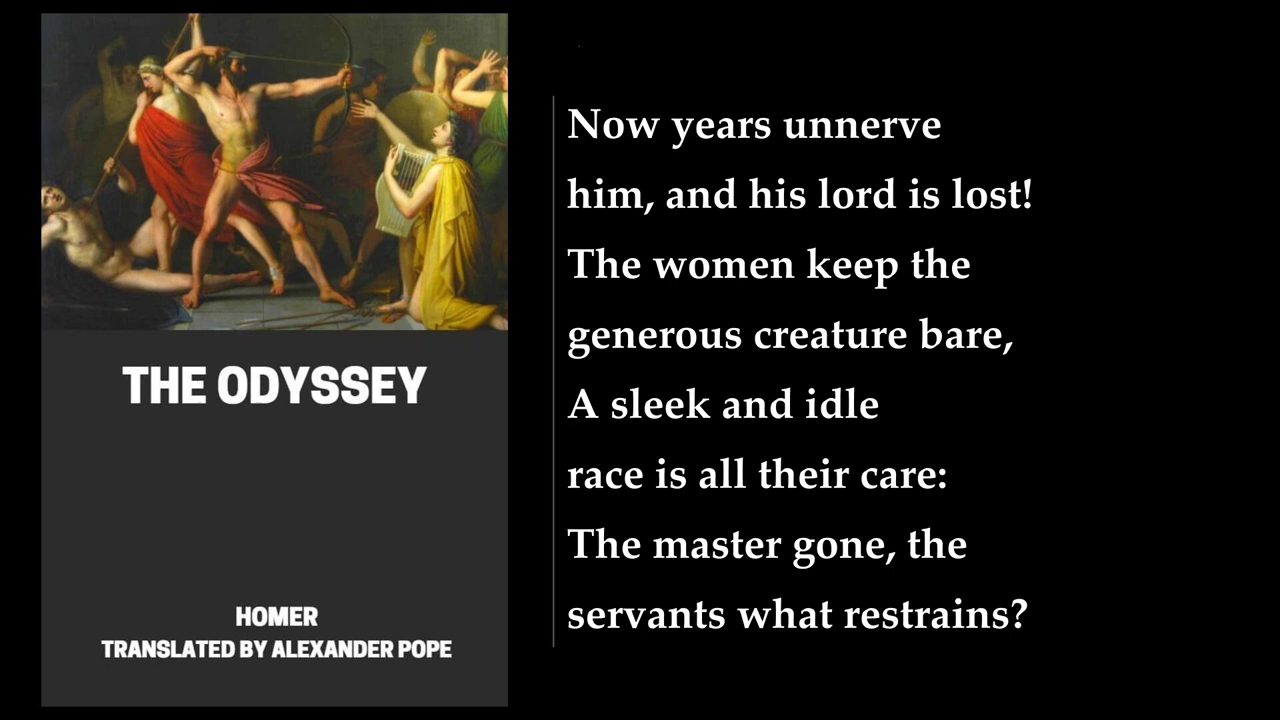 THE ODYSSEY
HOMER
TRANSLATED BY ALEXANDER POPE
Now years unnerve
him, and his lord is lost!
The women keep the
generous creature bare,
A sleek and idle
race is all their care:
The master gone, the
servants what restrains?